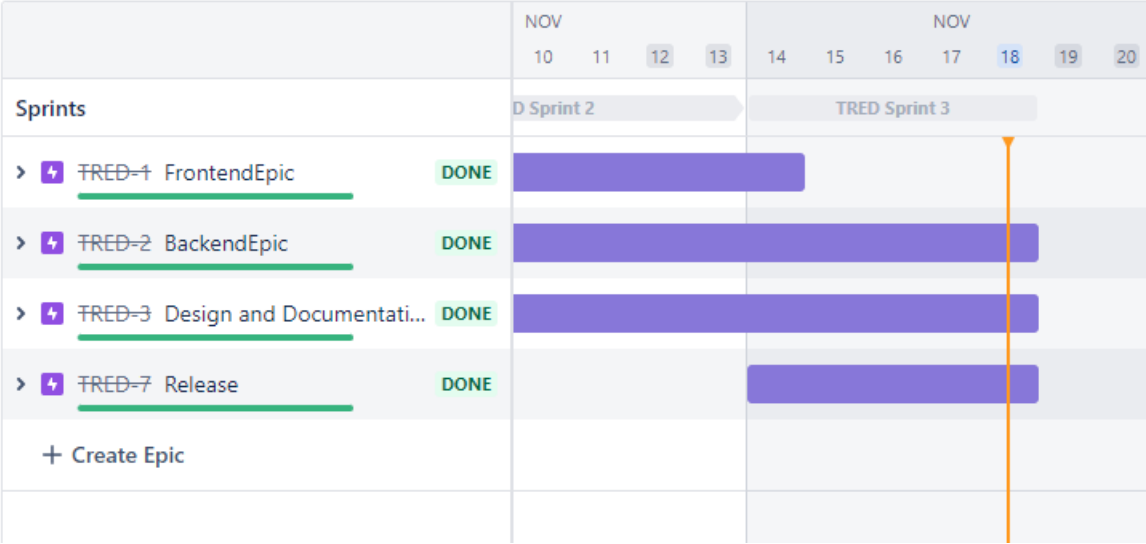 NOV NOV
10 11 12 13 14 15 16 17 18 19 20
Sprints D Sprint 2 TRED Sprint 3
TRED-1 FrontendEpic DONE
TRED-2 BackendEpic DONE
TRED-3 Design and Documentati... DONE
TRED-7 Release DONE
+ Create Epic